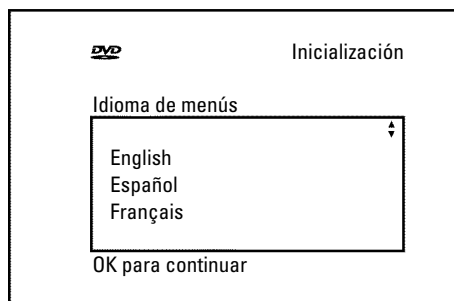 DVD
Inicialización
Idioma de menús
English
Español
Français
OK para continuar